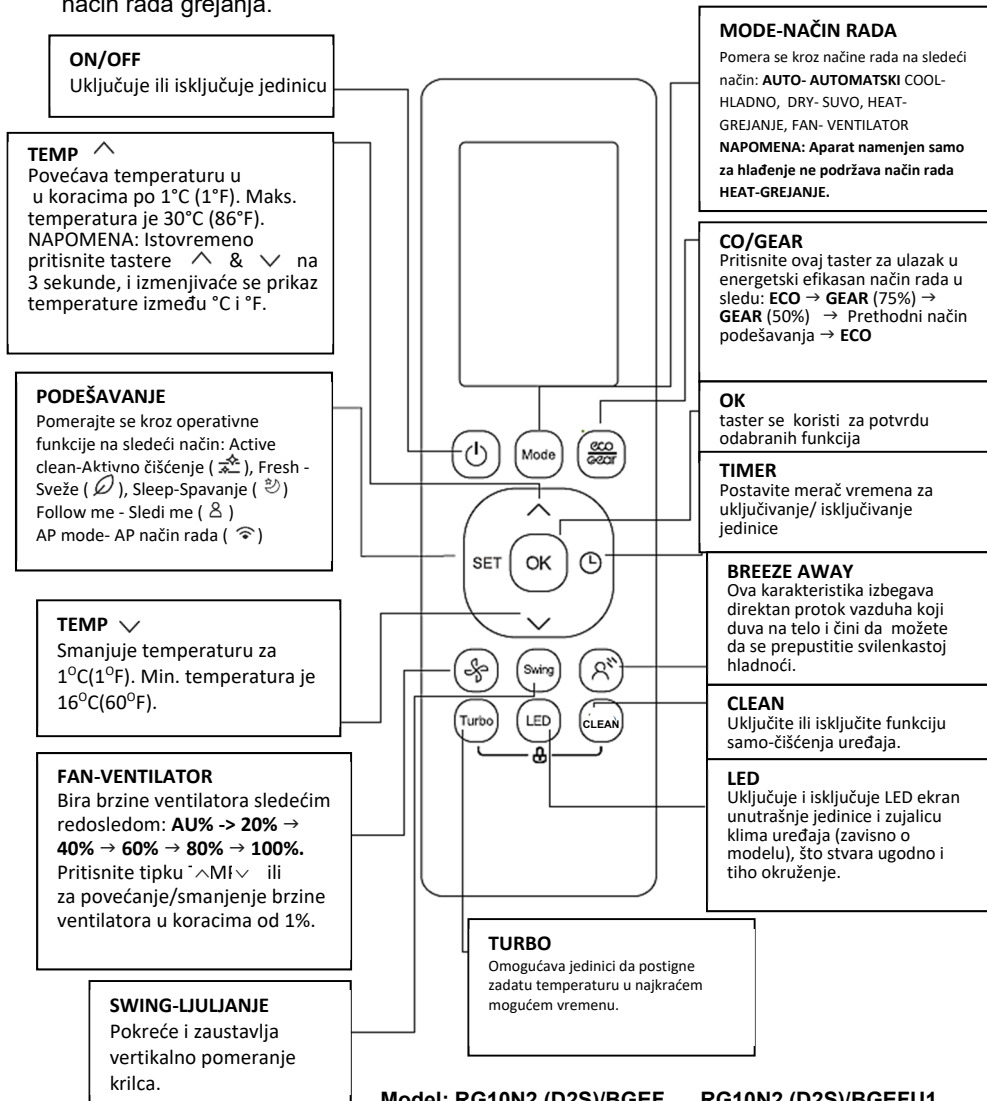 način rada grejanja.
ON/OFF
Uključuje ili isključuje jedinicu
TEMP
Povećava temperaturu u
u koracima po 1°C (1°F). Maks.
temperatura je 30°C (86°F).
NAPOMENA: Istovremeno
pritisnite tastere & na
3 sekunde, i izmenjivaće se prikaz
temperature između °C i °F.
PODEŠAVANJE
Pomerajte se kroz operativne
funkcije na sledeći način: Active
clean-Aktivno čišćenje ( ), Fresh -
Sveže ( ), Sleep-Spavanje ( )
Follow me - Sledi me ( )
AP mode- AP način rada ( )
TEMP
Smanjuje temperaturu za
1⁰C(1⁰F). Min. temperatura je
16⁰C(60⁰F).
FAN-VENTILATOR
Bira brzine ventilatora sledećim
redosledom: AU% -> 20% →
40% → 60% → 80% → 100%.
Pritisnite tipku ili
za povećanje/smanjenje brzine
ventilatora u koracima od 1%.
SWING-LJULJANJE
Pokreće i zaustavlja
vertikalno pomeranje
krilca.
Mode
eco
gear
SET
OK
Swing
Turbo
LED
CLEAN
MODE-NAČIN RADA
Pomera se kroz načine rada na sledeći
način: AUTO- AUTOMATSKI COOL-
HLADNO, DRY- SUVO, HEAT-
GREJANJE, FAN- VENTILATOR
NAPOMENA: Aparat namenjen samo
za hlađenje ne podržava način rada
HEAT-GREJANJE.
CO/GEAR
Pritisnite ovaj taster za ulazak u
energetski efikasan način rada u
sledu: ECO → GEAR (75%) →
GEAR (50%) → Prethodni način
podešavanja → ECO
OK
taster se koristi za potvrdu
odabranih funkcija
TIMER
Postavite merač vremena za
uključivanje/ isključivanje
jedinice
BREEZE AWAY
Ova karakteristika izbegava
direktan protok vazduha koji
duva na telo i čini da možete
da se prepustitie svilenkastoj
hladnoći.
CLEAN
Uključite ili isključite funkciju
samo-čišćenja uređaja.
LED
Uključuje i isključuje LED ekran
unutrašnje jedinice i zujalicu
klima uređaja (zavisno o
modelu), što stvara ugodno i
tiho okruženje.
TURBO
Omogućava jedinici da postigne
zadatu temperaturu u najkraćem
mogućem vremenu.
Model: RG10N2 (D2S)/BGEF RG10N2 (D2S)/BGEFU1